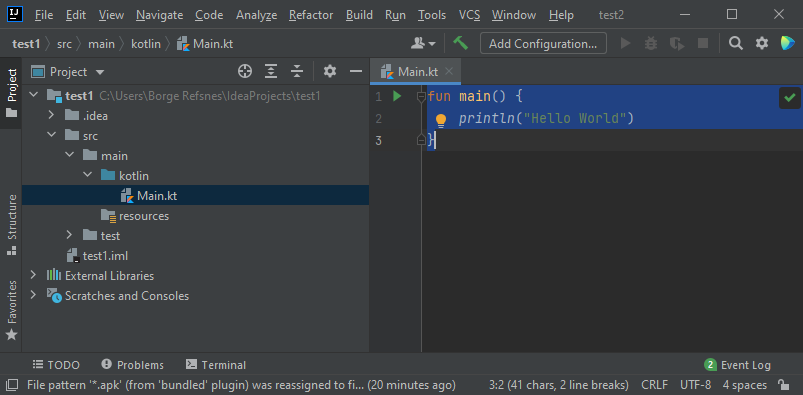 IJ File Edit View Navigate Code Analyze Refactor Build Run Tools VCS Window Help test2
test1 src main kotlin Main.kt Add Configuration...
Project
Project
Main.kt
test1 C:\Users\Borge Refsnes\IdeaProjects\test1
.idea
src
main
kotlin
Main.kt
resources
test
test1.iml
External Libraries
Scratches and Consoles
1 fun main() {
2 println("Hello World")
3 }
Structure
Favorites
TODO Problems Terminal 2 Event Log
File pattern '*.apk' (from 'bundled' plugin) was reassigned to fi... (20 minutes ago) 3:2 (41 chars, 2 line breaks) CRLF UTF-8 4 spaces